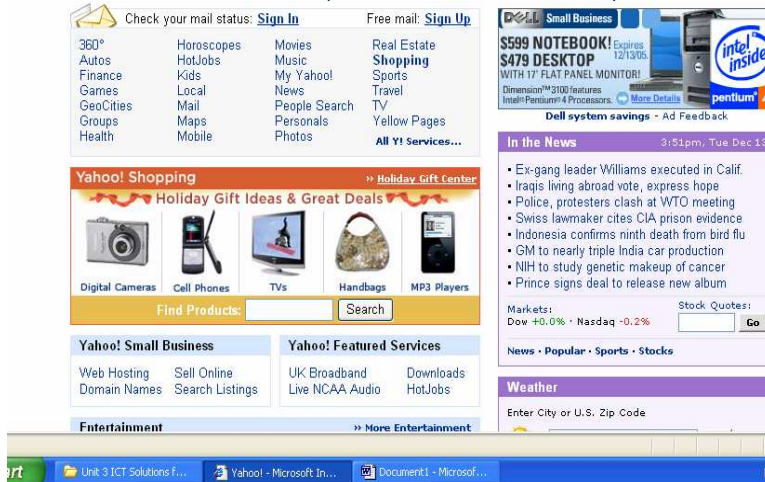 Check your mail status: Sign In Free mail: Sign Up
360° Horoscopes Movies Real Estate
Autos HotJobs Music Shopping
Finance Kids My Yahoo! Sports
Games Local News Travel
GeoCities Mail People Search TV
Groups Maps Personals Yellow Pages
Health Mobile Photos All Y! Services...
Yahoo! Shopping » Holiday Gift Center
Holiday Gift Ideas & Great Deals
Digital Cameras Cell Phones TVs Handbags MP3 Players
Find Products: Search
Yahoo! Small Business
Web Hosting Sell Online
Domain Names Search Listings
Yahoo! Featured Services
UK Broadband Downloads
Live NCAA Audio HotJobs
Entertainment » More Entertainment
DELL Small Business
$599 NOTEBOOK! Expires
$479 DESKTOP 12/13/05.
WITH 17" FLAT PANEL MONITOR!
Dimension™3100 features
Intel® Pentium® 4 Processors. More Details
intel inside
pentium 4
Dell system savings - Ad Feedback
In the News 3:51pm, Tue Dec 13
• Ex-gang leader Williams executed in Calif.
• Iraqis living abroad vote, express hope
• Police, protesters clash at WTO meeting
• Swiss lawmaker cites CIA prison evidence
• Indonesia confirms ninth death from bird flu
• GM to nearly triple India car production
• NIH to study genetic makeup of cancer
• Prince signs deal to release new album
Markets:
Dow +0.0% · Nasdaq -0.2%
Stock Quotes:
Go
News · Popular · Sports · Stocks
Weather
Enter City or U.S. Zip Code
art Unit 3 ICT Solutions f... Yahoo! - Microsoft In... Document1 - Microsof...